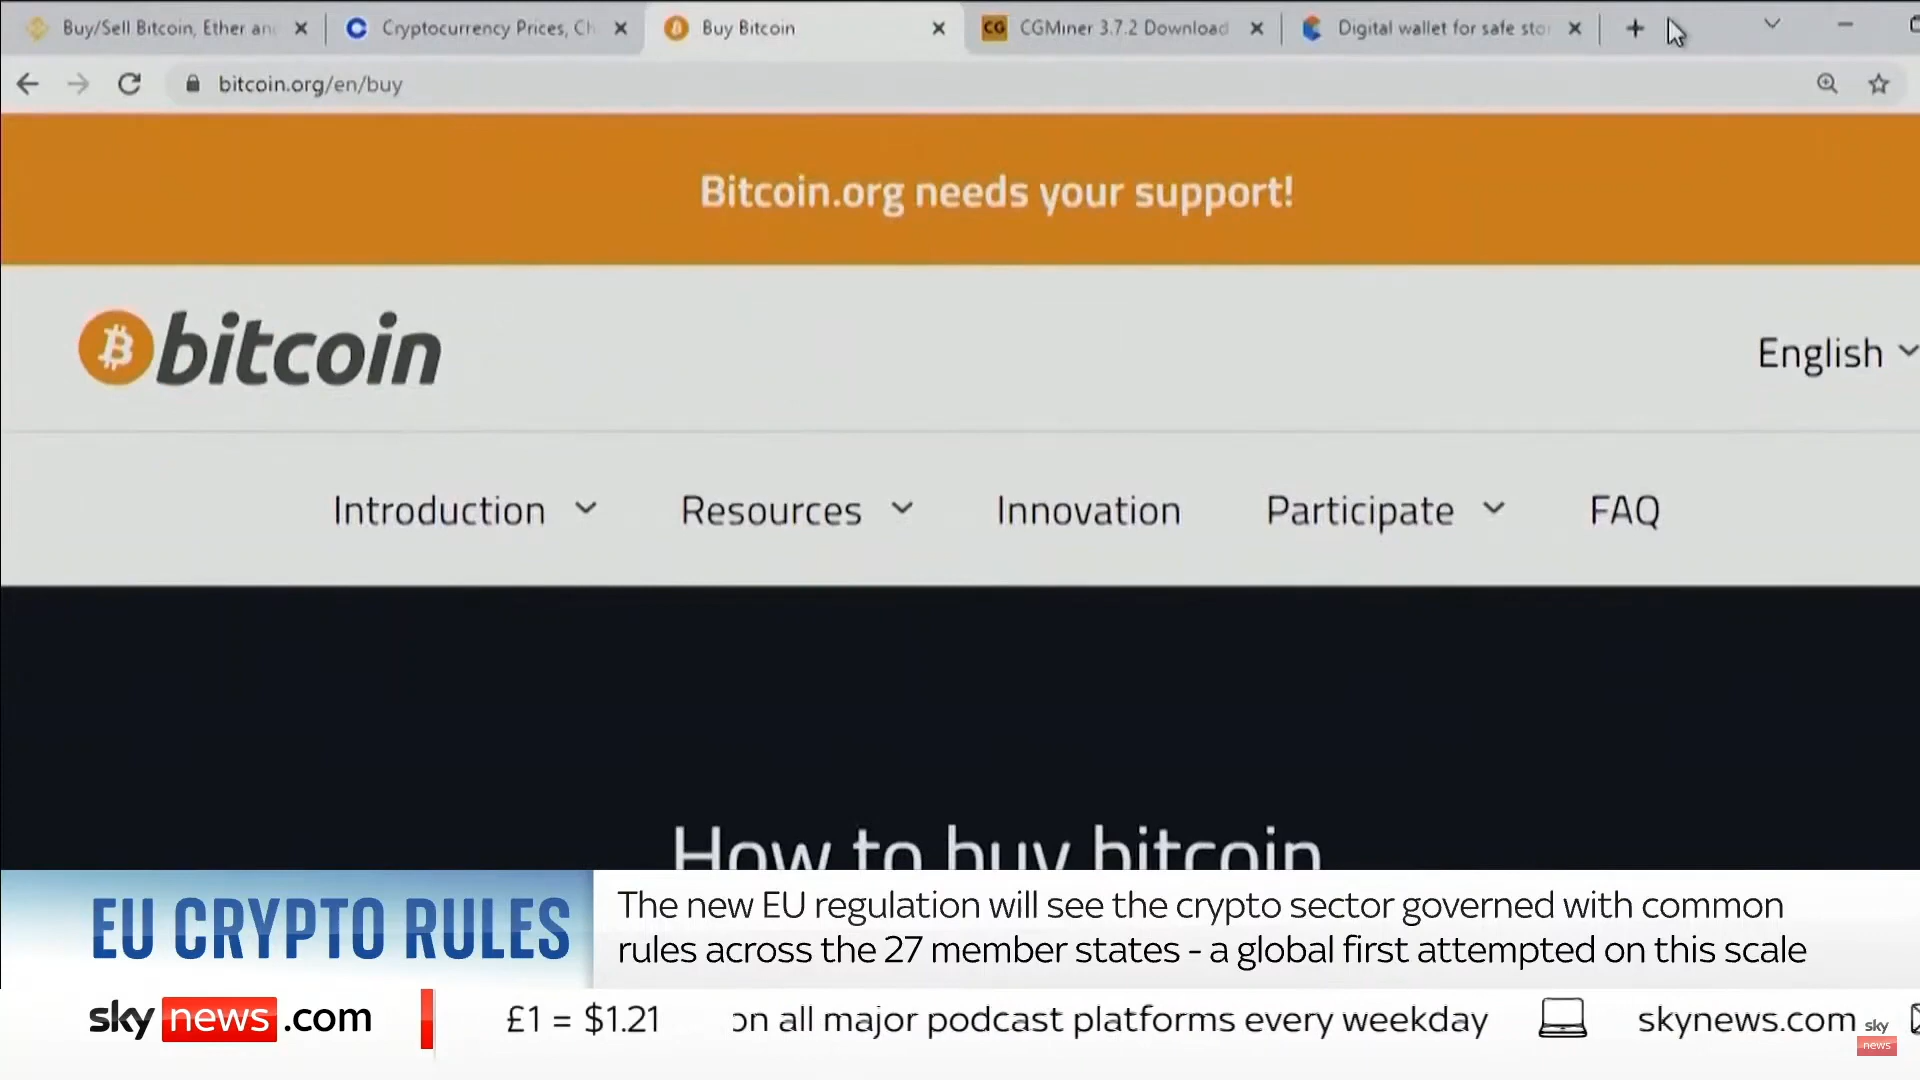 Buy/Sell Bitcoin, Ether an
Cryptocurrency Prices, Ch
Buy Bitcoin
CG
CGMiner 3.7.2 Download
Digital wallet for safe sto
bitcoin.org/en/buy
Bitcoin.org needs your support!
bitcoin
English
Introduction
Resources
Innovation
Participate
FAQ
How to buy bitcoin
EU CRYPTO RULES
The new EU regulation will see the crypto sector governed with common
rules across the 27 member states - a global first attempted on this scale
sky news .com
£1 = $1.21
on all major podcast platforms every weekday
skynews.com
sky
news